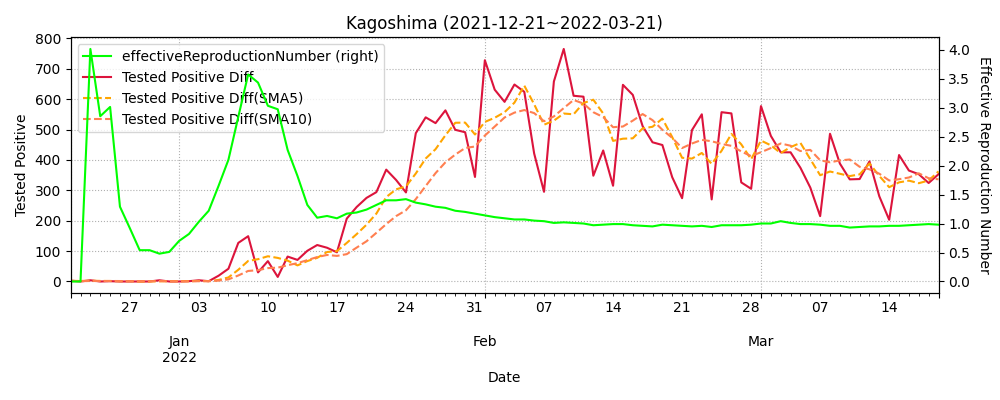 Kagoshima (2021-12-21~2022-03-21)
effectiveReproductionNumber (right)
Tested Positive Diff
Tested Positive Diff(SMA5)
Tested Positive Diff(SMA10)
Tested Positive
800
700
600
500
400
300
200
100
0
4.0
3.5
3.0
2.5
2.0
1.5
1.0
0.5
0.0
Effective Reproduction Number
27 03 10 17 24 31 07 14 21 28 07 14
Jan Feb Mar
2022
Date